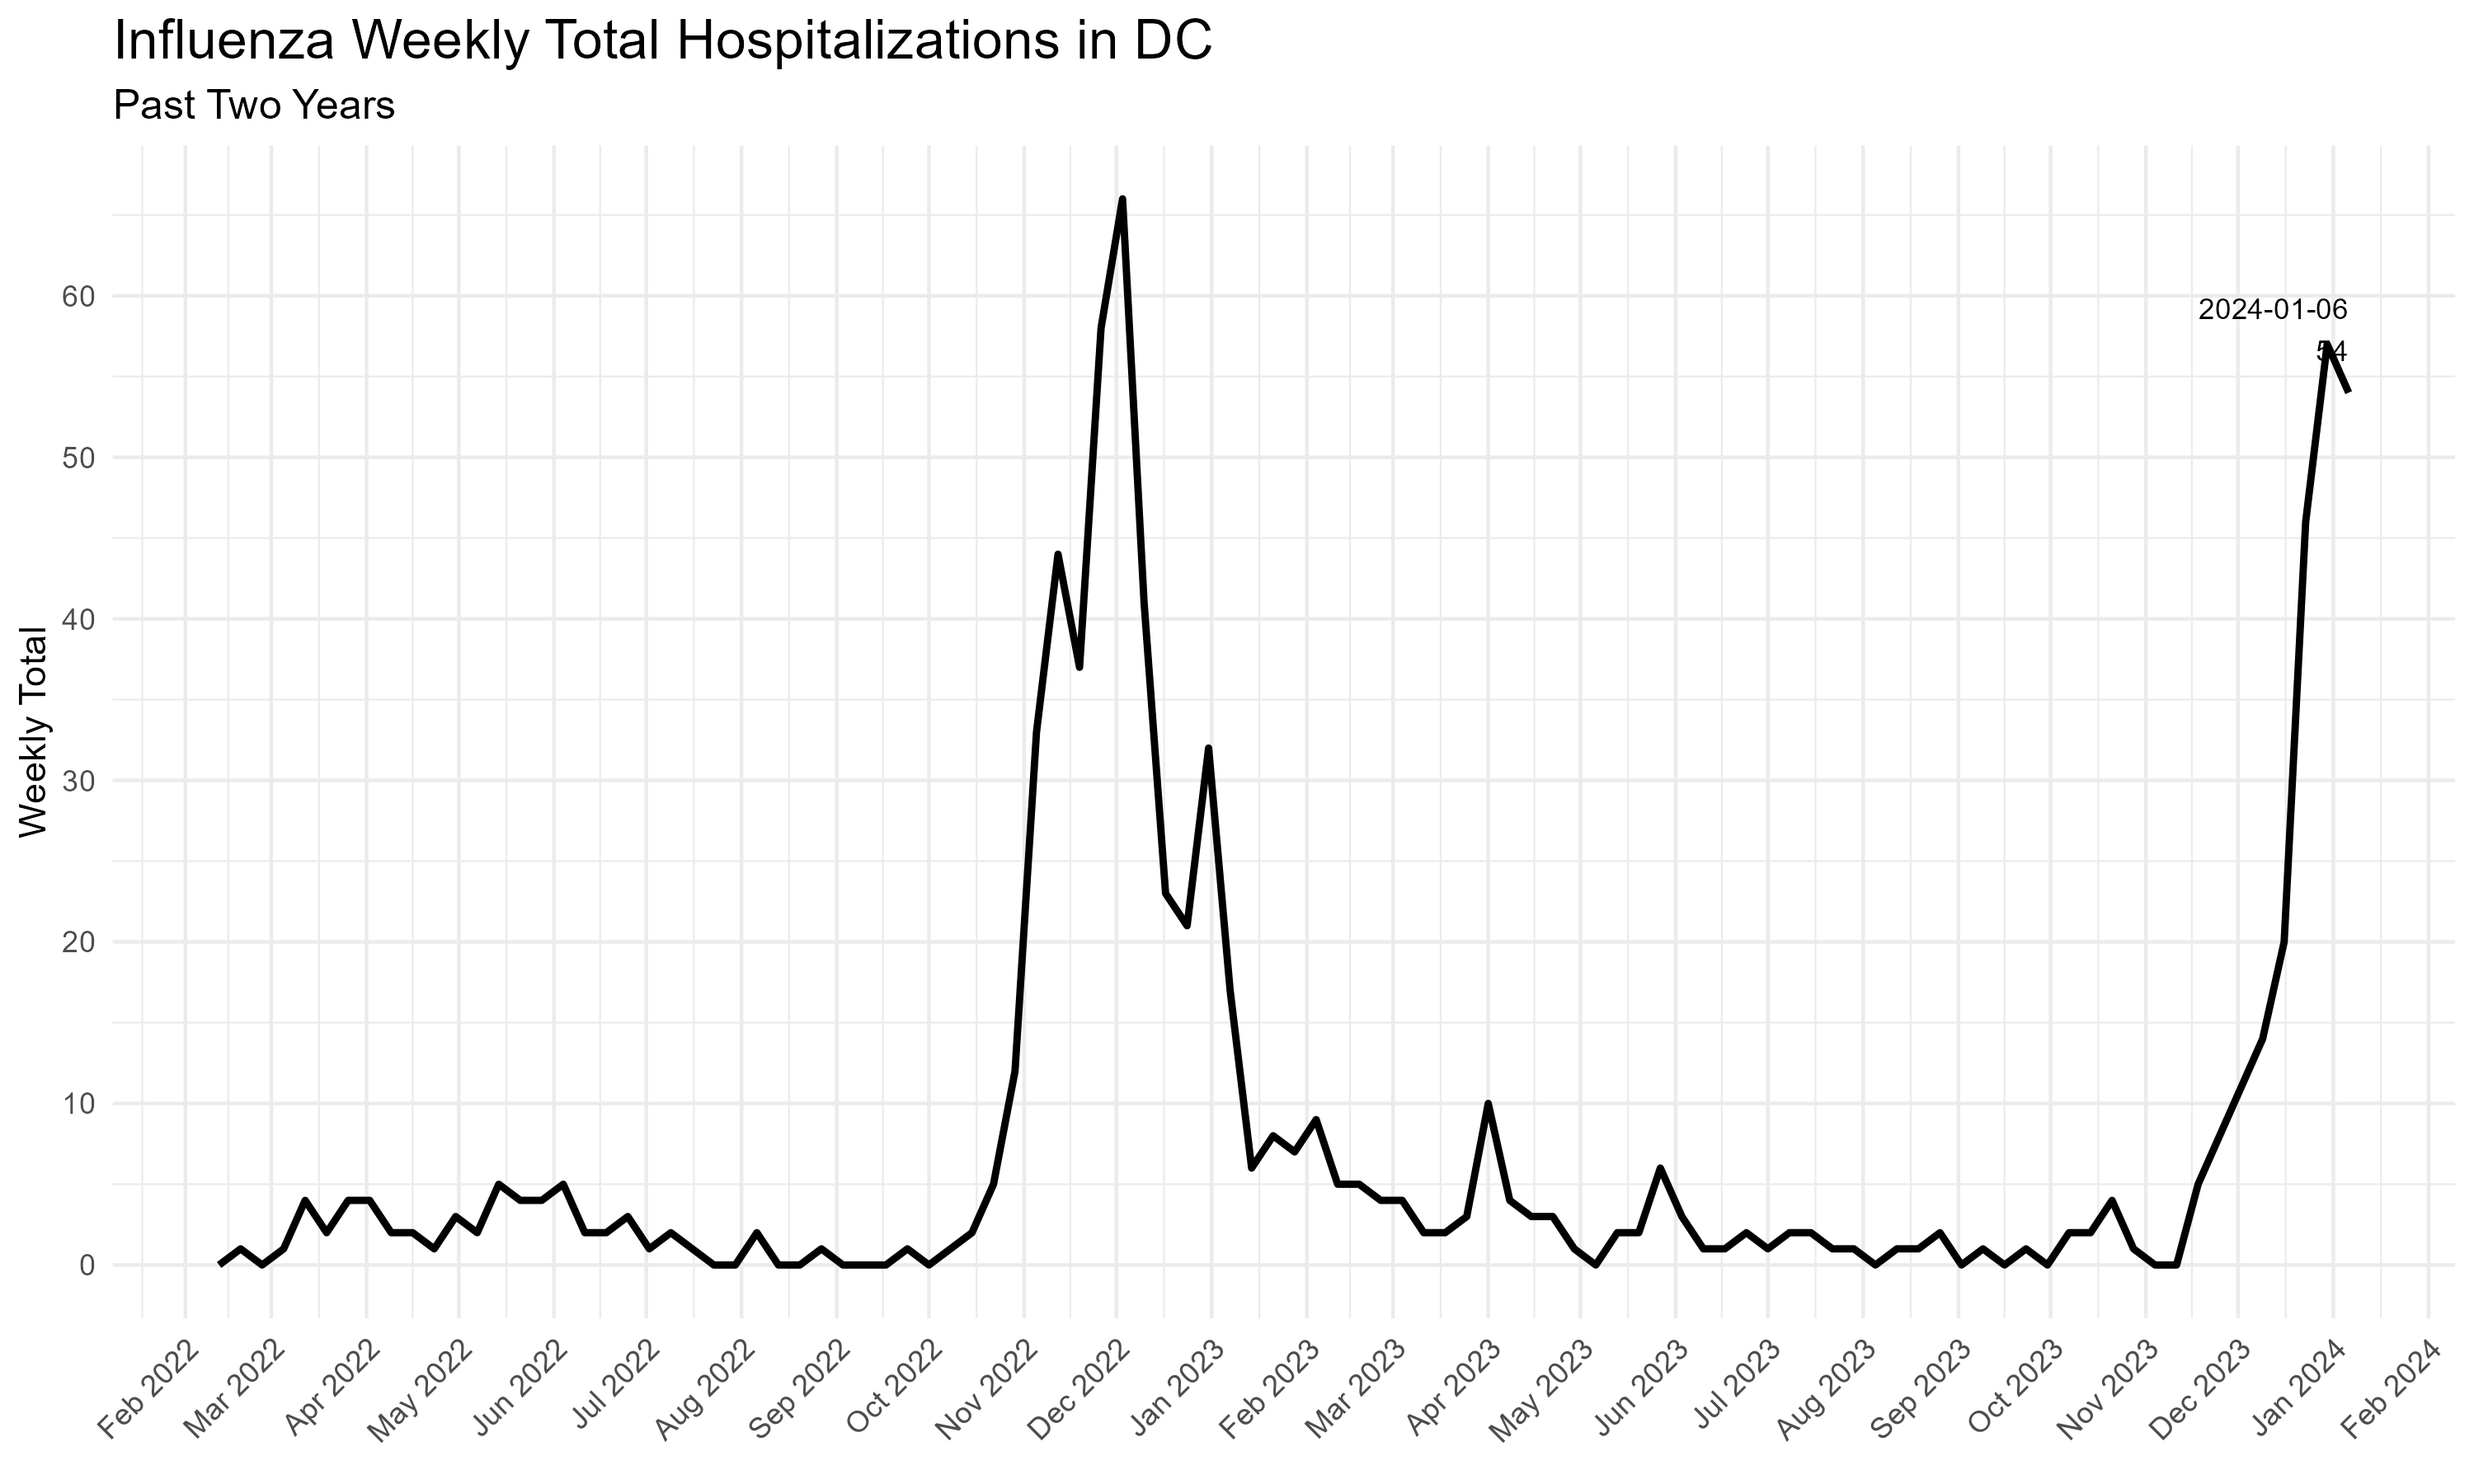 Influenza Weekly Total Hospitalizations in DC
Past Two Years
Weekly Total
60
50
40
30
20
10
0
2024-01-06
54
Feb 2022
Mar 2022
Apr 2022
May 2022
Jun 2022
Jul 2022
Aug 2022
Sep 2022
Oct 2022
Nov 2022
Dec 2022
Jan 2023
Feb 2023
Mar 2023
Apr 2023
May 2023
Jun 2023
Jul 2023
Aug 2023
Sep 2023
Oct 2023
Nov 2023
Dec 2023
Jan 2024
Feb 2024